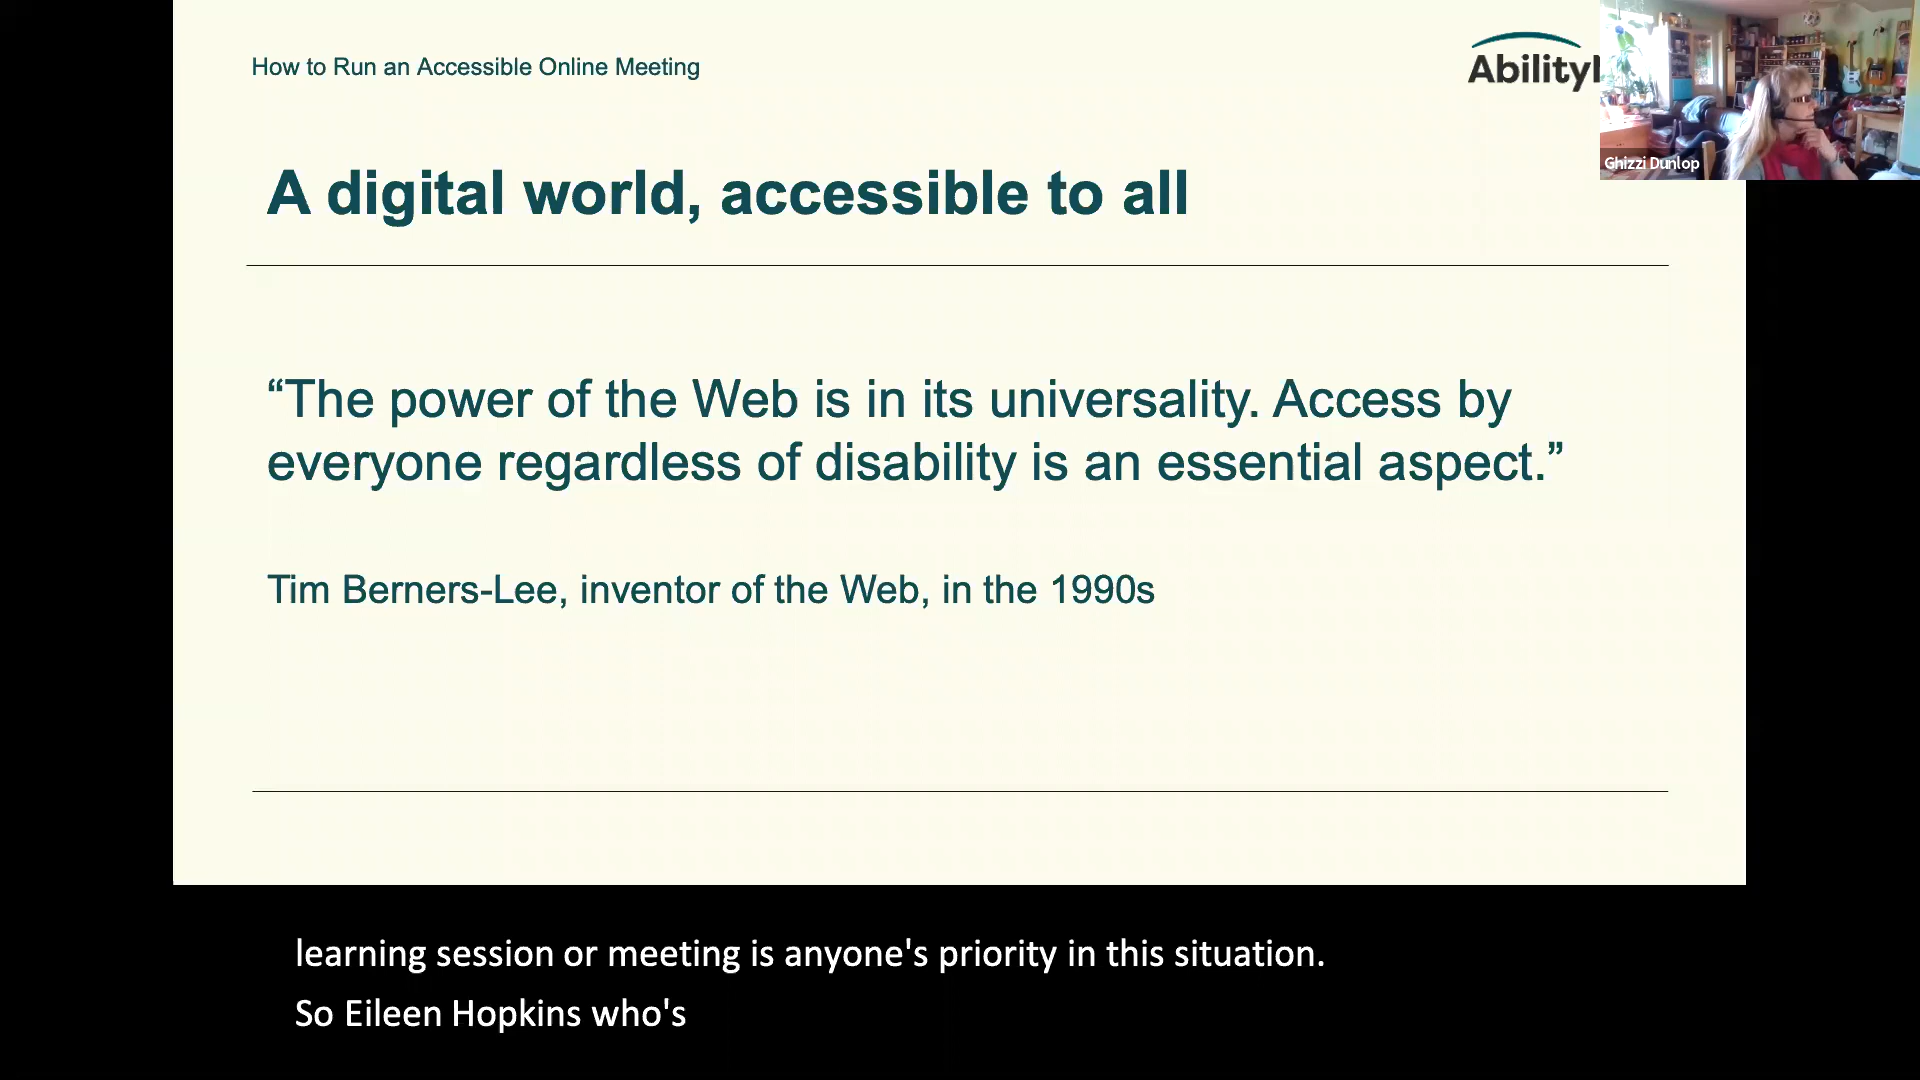 How to Run an Accessible Online Meeting
Ability
Ghizzi Dunlop
A digital world, accessible to all
“The power of the Web is in its universality. Access by
everyone regardless of disability is an essential aspect.”
Tim Berners-Lee, inventor of the Web, in the 1990s
learning session or meeting is anyone's priority in this situation.
So Eileen Hopkins who's